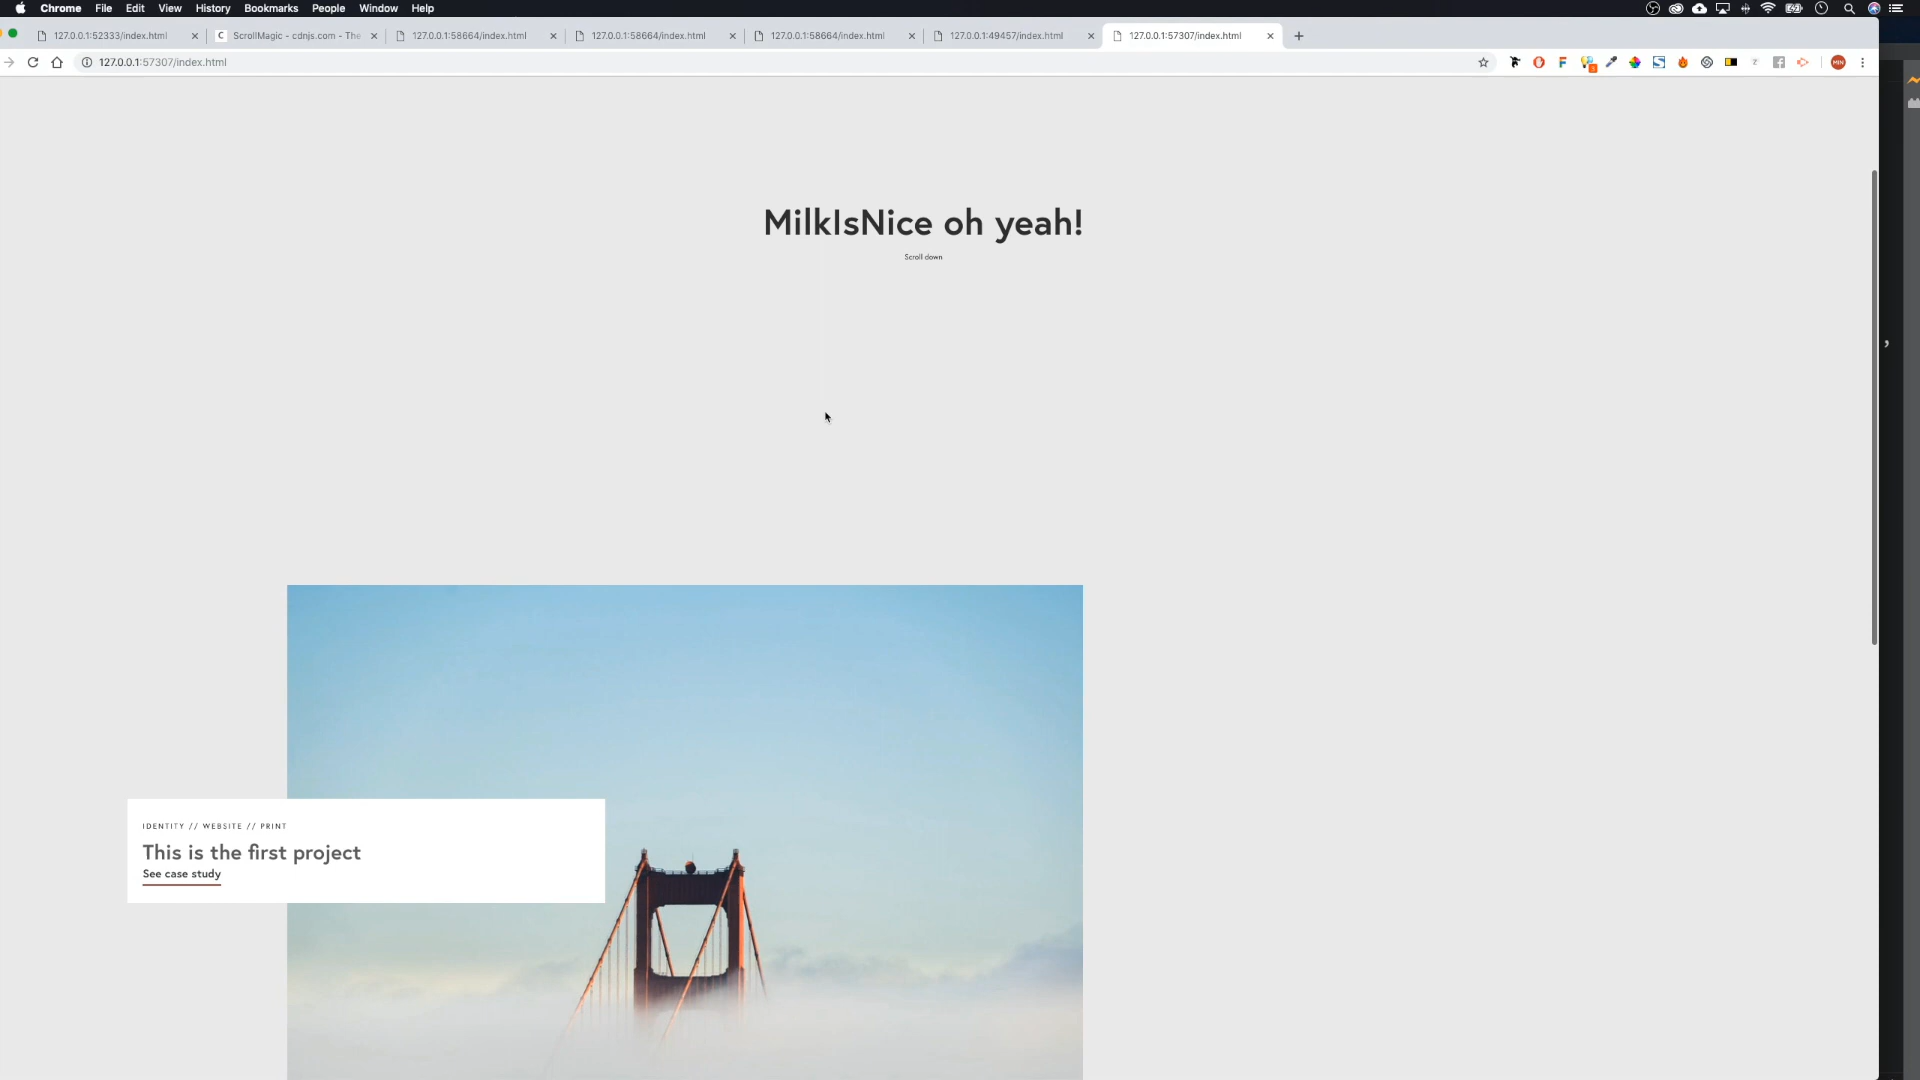 Chrome File Edit View History Bookmarks People Window Help
127.0.0.1:52333/index.html
ScrollMagic - cdnjs.com - The
127.0.0.1:58664/index.html
127.0.0.1:58664/index.html
127.0.0.1:58664/index.html
127.0.0.1:49457/index.html
127.0.0.1:57307/index.html
127.0.0.1:57307/index.html
MilkIsNice oh yeah!
Scroll down
IDENTITY // WEBSITE // PRINT
This is the first project
See case study